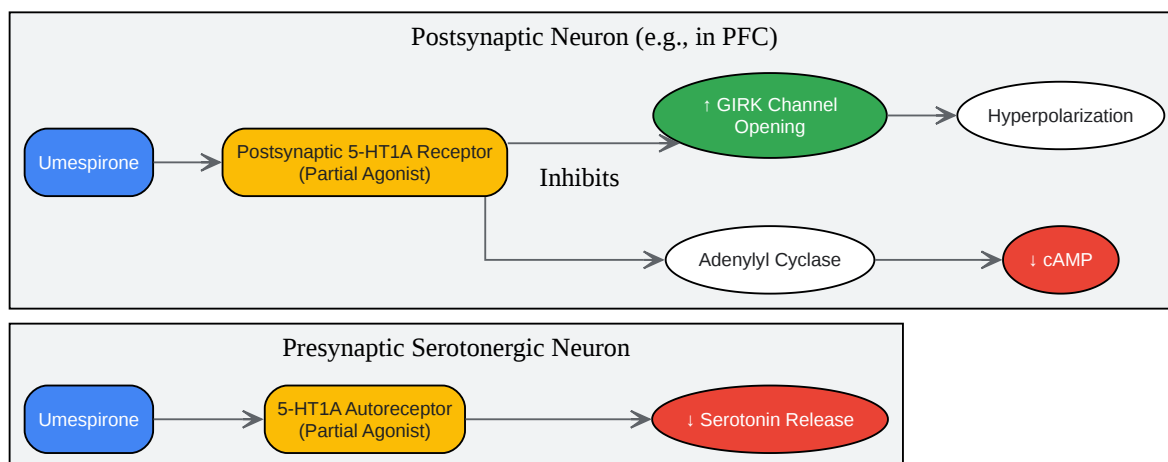 Postsynaptic Neuron (e.g., in PFC)
↑ GIRK Channel
Opening
Hyperpolarization
Umespirone
Postsynaptic 5-HT1A Receptor
(Partial Agonist)
Inhibits
Adenylyl Cyclase
↓ cAMP
Presynaptic Serotonergic Neuron
Umespirone
5-HT1A Autoreceptor
(Partial Agonist)
↓ Serotonin Release